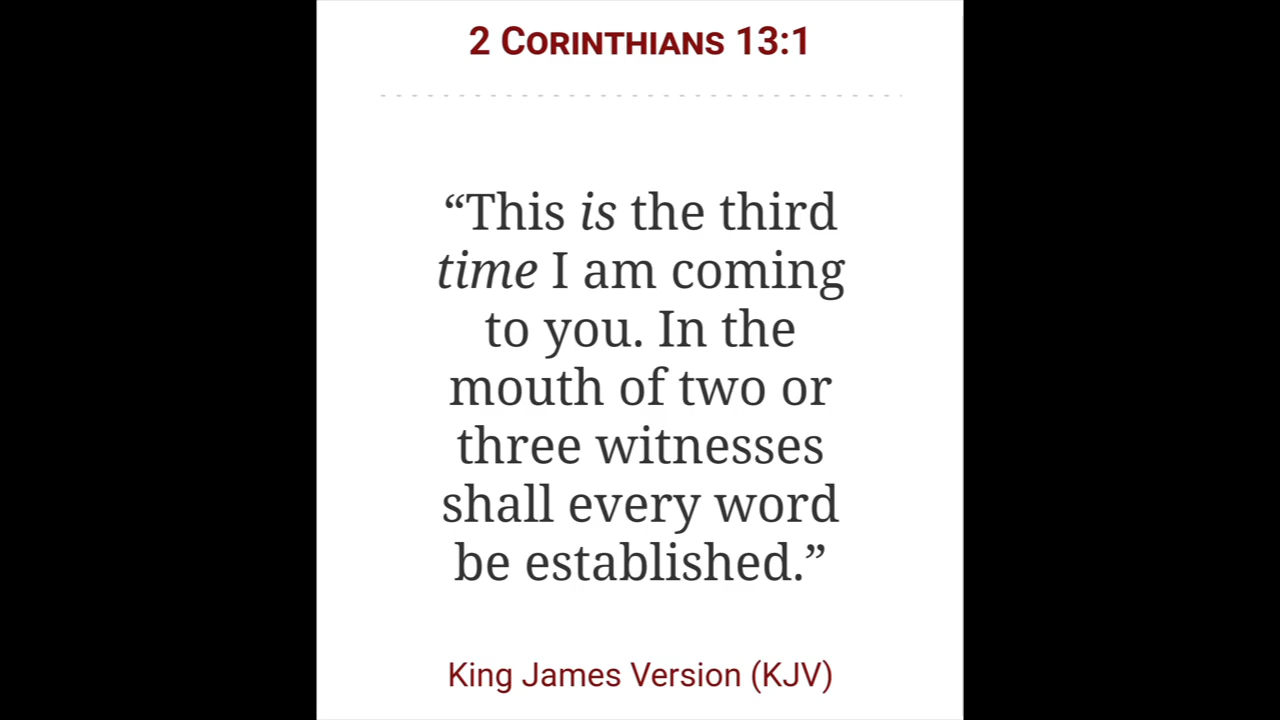 2 Corinthians 13:1
“This is the third
time I am coming
to you. In the
mouth of two or
three witnesses
shall every word
be established.”
King James Version (KJV)